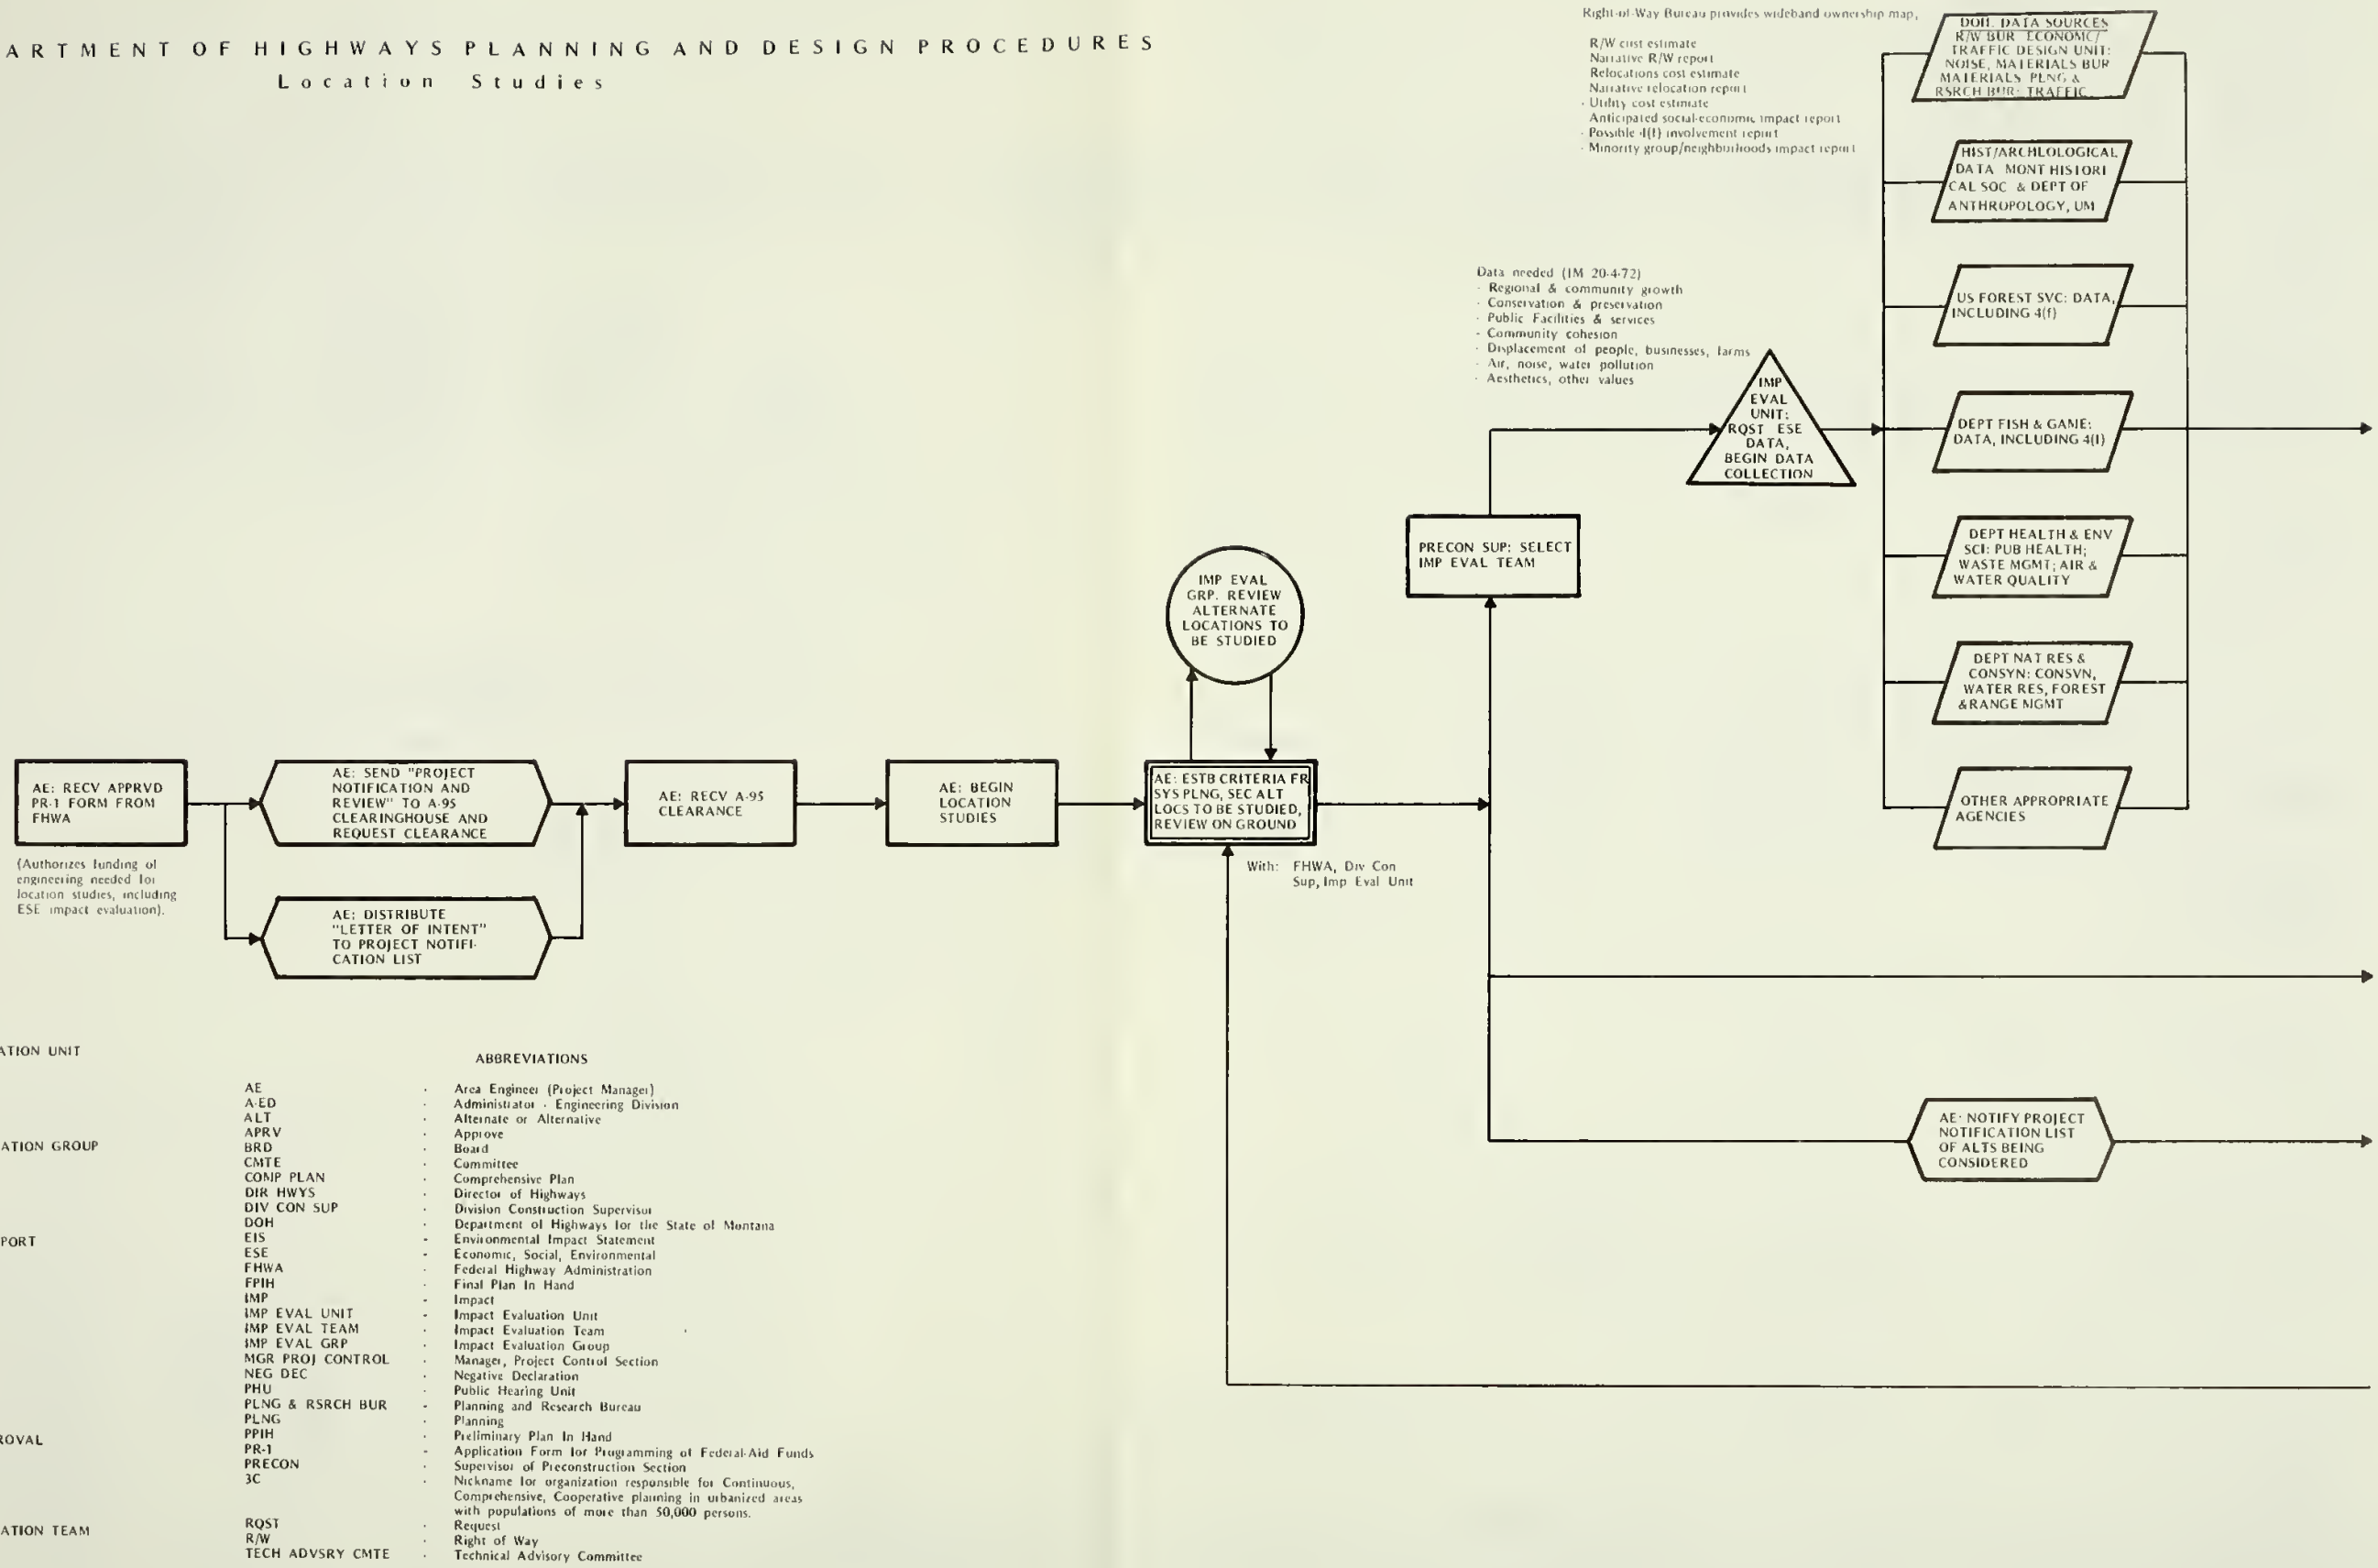 ARTMENT OF HIGHWAYS PLANNING AND DESIGN PROCEDURES
Location Studies
Right-of-Way Bureau provides wideband ownership map,
R/W cost estimate
Narrative R/W report
Relocations cost estimate
Narrative relocation report
- Utility cost estimate
Anticipated social-economic impact report
- Possible 4(f) involvement report
- Minority group/neighborhoods impact report
DOH. DATA SOURCES
R/W BUR ECONOMC/
TRAFFIC DESIGN UNIT:
NOISE, MATERIALS BUR
MATERIALS PLNG &
RSRCH BUR: TRAFFIC
HIST/ARCHLOLOGICAL
DATA MONT HISTORI
CAL SOC & DEPT OF
ANTHROPOLOGY, UM
US FOREST SVC: DATA,
INCLUDING 4(f)
DEPT FISH & GAME:
DATA, INCLUDING 4(f)
DEPT HEALTH & ENV
SCI: PUB HEALTH;
WASTE MGMT; AIR &
WATER QUALITY
DEPT NAT RES &
CONSYN: CONSVN,
WATER RES, FOREST
&RANGE MGMT
OTHER APPROPRIATE
AGENCIES
Data needed (IM 20-4-72)
- Regional & community growth
- Conservation & preservation
- Public Facilities & services
- Community cohesion
- Displacement of people, businesses, farms
- Air, noise, water pollution
- Aesthetics, other values
IMP
EVAL
UNIT:
RQST ESE
DATA,
BEGIN DATA
COLLECTION
PRECON SUP: SELECT
IMP EVAL TEAM
IMP EVAL
GRP. REVIEW
ALTERNATE
LOCATIONS TO
BE STUDIED
AE: RECV APPRVD
PR-1 FORM FROM
FHWA
(Authorizes funding of
engineering needed for
location studies, including
ESE impact evaluation).
AE: SEND "PROJECT
NOTIFICATION AND
REVIEW" TO A-95
CLEARINGHOUSE AND
REQUEST CLEARANCE
AE: DISTRIBUTE
"LETTER OF INTENT"
TO PROJECT NOTIFI-
CATION LIST
AE: RECV A-95
CLEARANCE
AE: BEGIN
LOCATION
STUDIES
AE: ESTB CRITERIA FR
SYS PLNG, SEC ALT
LOCS TO BE STUDIED,
REVIEW ON GROUND
With: FHWA, Div Con
Sup, Imp Eval Unit
AE: NOTIFY PROJECT
NOTIFICATION LIST
OF ALTS BEING
CONSIDERED
ATION UNIT
ATION GROUP
PORT
ROVAL
ATION TEAM
ABBREVIATIONS
AE - Area Engineer (Project Manager)
A-ED - Administrator - Engineering Division
ALT - Alternate or Alternative
APRV - Approve
BRD - Board
CMTE - Committee
COMP PLAN - Comprehensive Plan
DIR HWYS - Director of Highways
DIV CON SUP - Division Construction Supervisor
DOH - Department of Highways for the State of Montana
EIS - Environmental Impact Statement
ESE - Economic, Social, Environmental
FHWA - Federal Highway Administration
FPIH - Final Plan In Hand
IMP - Impact
IMP EVAL UNIT - Impact Evaluation Unit
IMP EVAL TEAM - Impact Evaluation Team
IMP EVAL GRP - Impact Evaluation Group
MGR PROJ CONTROL - Manager, Project Control Section
NEG DEC - Negative Declaration
PHU - Public Hearing Unit
PLNG & RSRCH BUR - Planning and Research Bureau
PLNG - Planning
PPIH - Preliminary Plan In Hand
PR-1 - Application Form for Programming of Federal-Aid Funds
PRECON - Supervisor of Preconstruction Section
3C - Nickname for organization responsible for Continuous,
Comprehensive, Cooperative planning in urbanized areas
with populations of more than 50,000 persons.
RQST - Request
R/W - Right of Way
TECH ADVSRY CMTE - Technical Advisory Committee